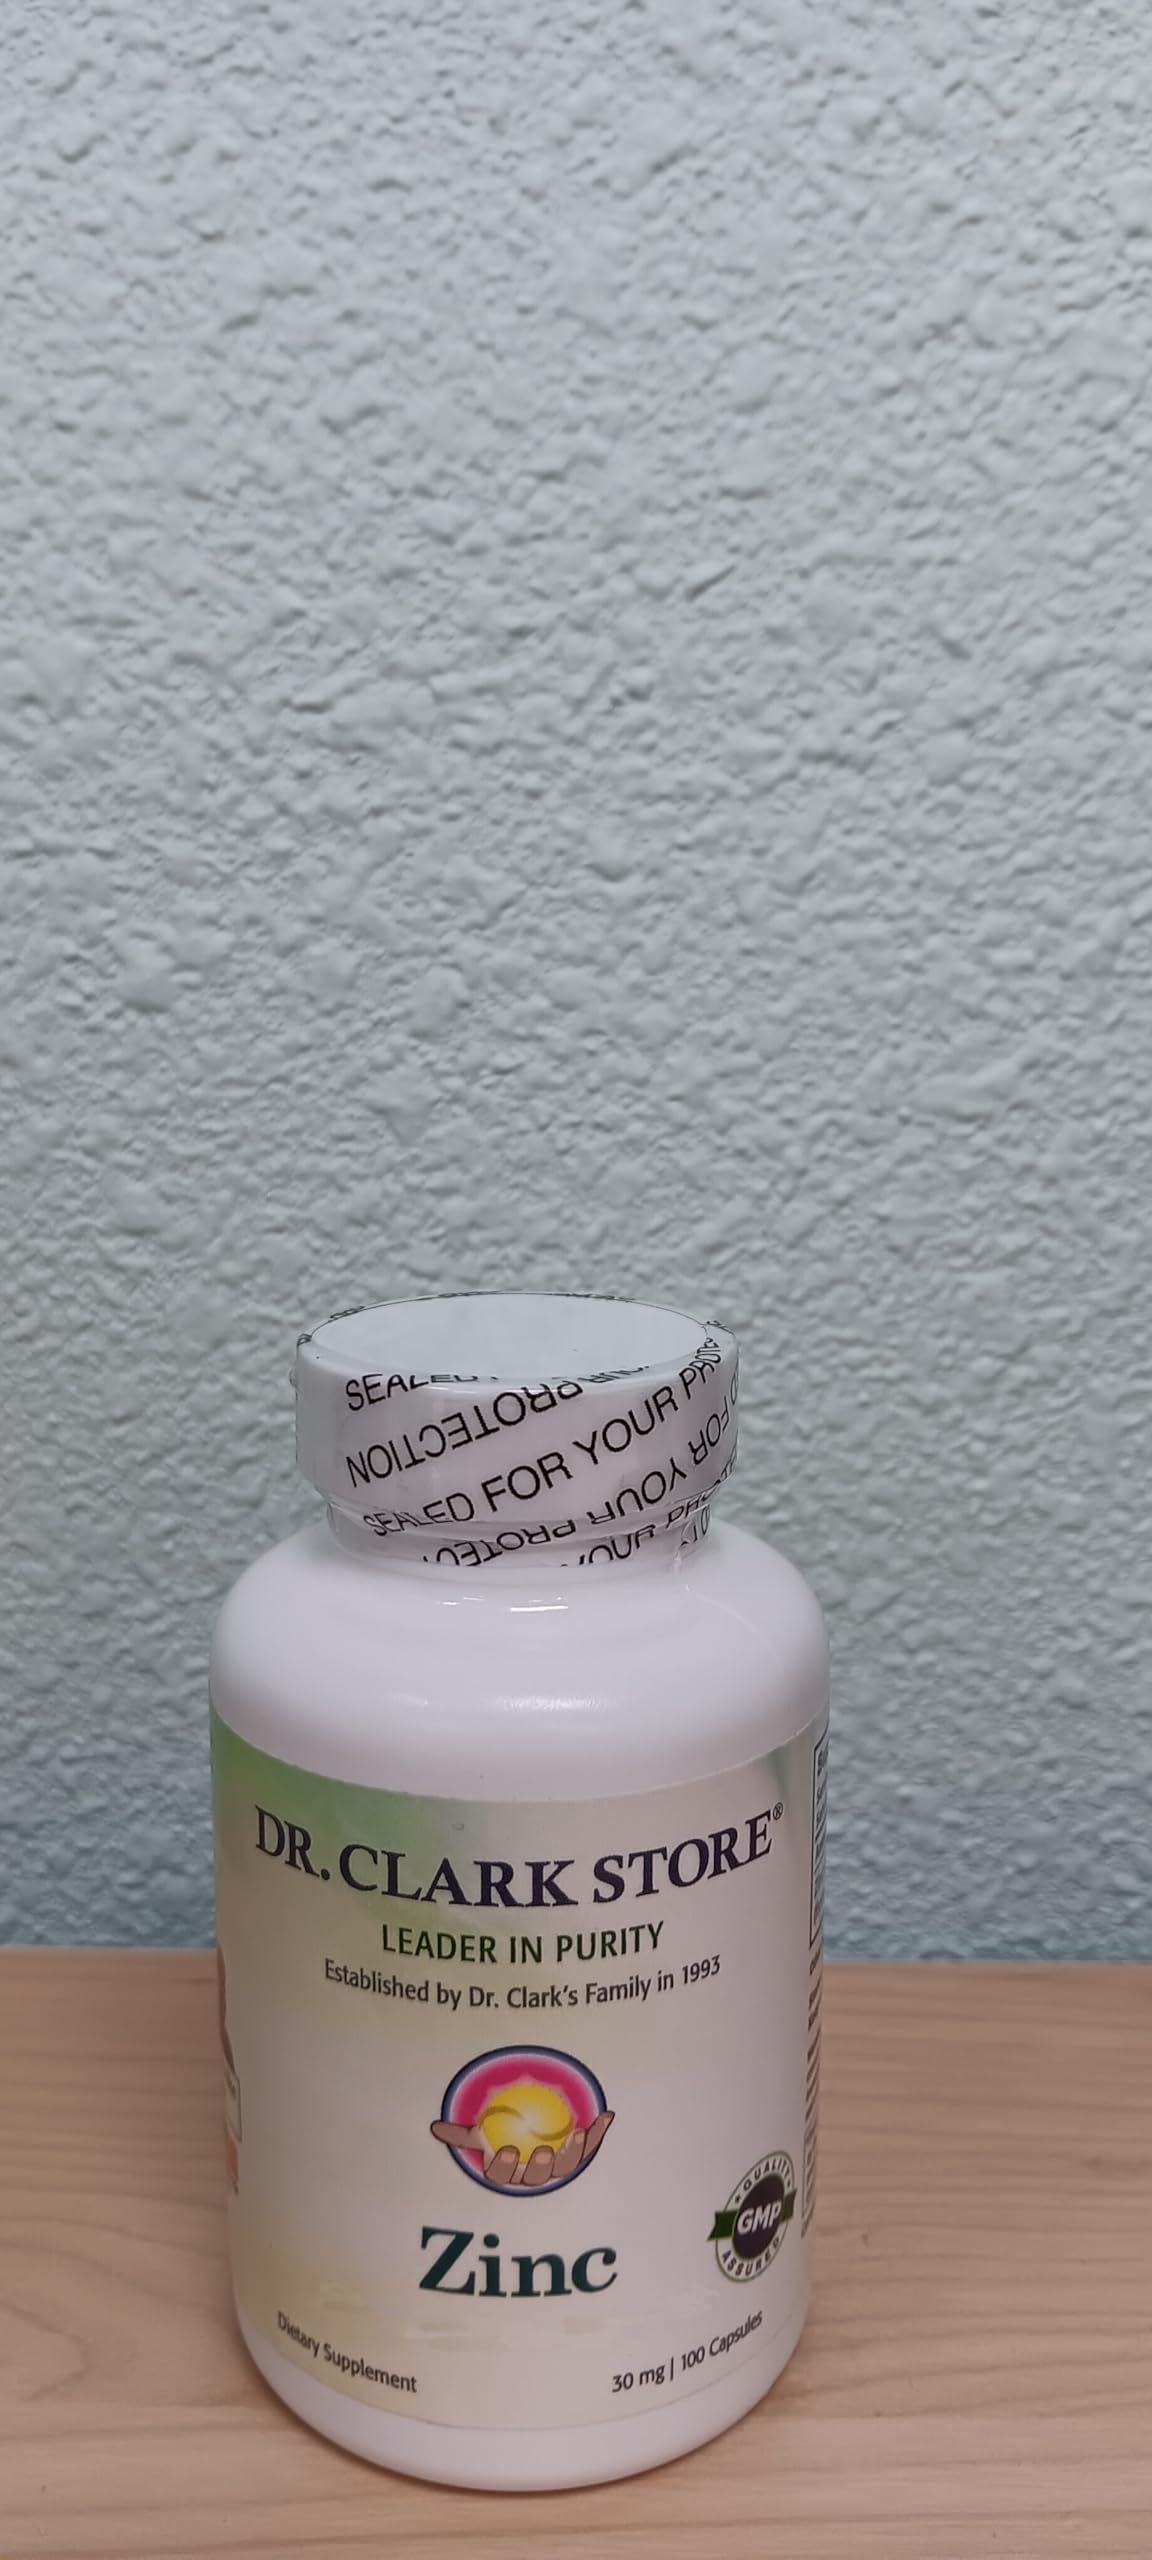 SEALED
PROTECTION
SEALED FOR YOUR
FOR YOUR
YOUR
DR. CLARK STORE®
LEADER IN PURITY
Established by Dr. Clark's Family in 1993
QUALITY
GMP
ASSURED
Zinc
Dietary Supplement
30 mg | 100 Capsules